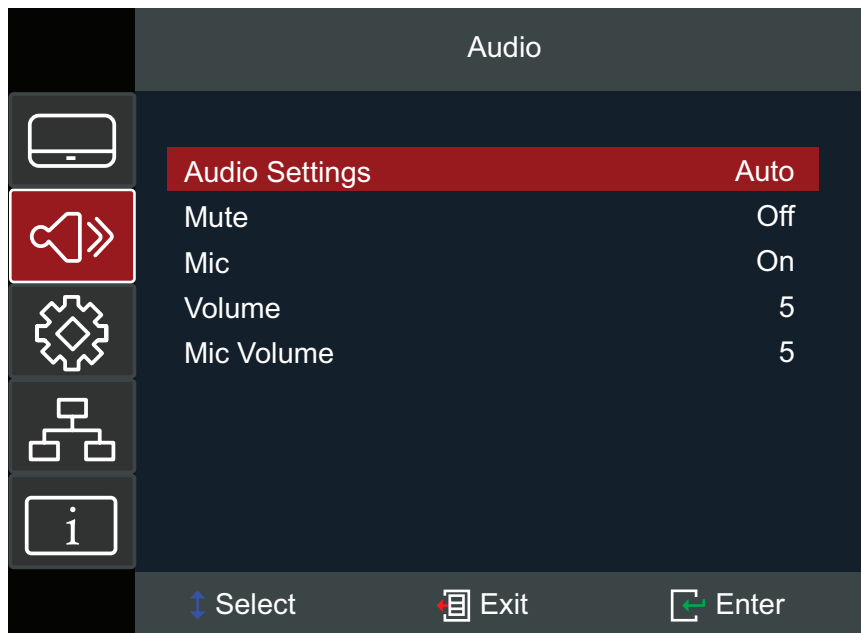 Audio
Audio Settings Auto
Mute Off
Mic On
Volume 5
Mic Volume 5
i
Select Exit Enter